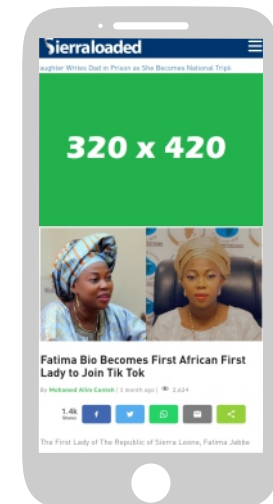 Sierraloaded
aughter Writes Dad in Prison as She Becomes National Tripl
320 x 420
Fatima Bio Becomes First African First
Lady to Join Tik Tok
By Mohamed Alim Conteh | 1 month ago | 2,624
1.4k
Shares
The First Lady of The Republic of Sierra Leone, Fatima Jabbe